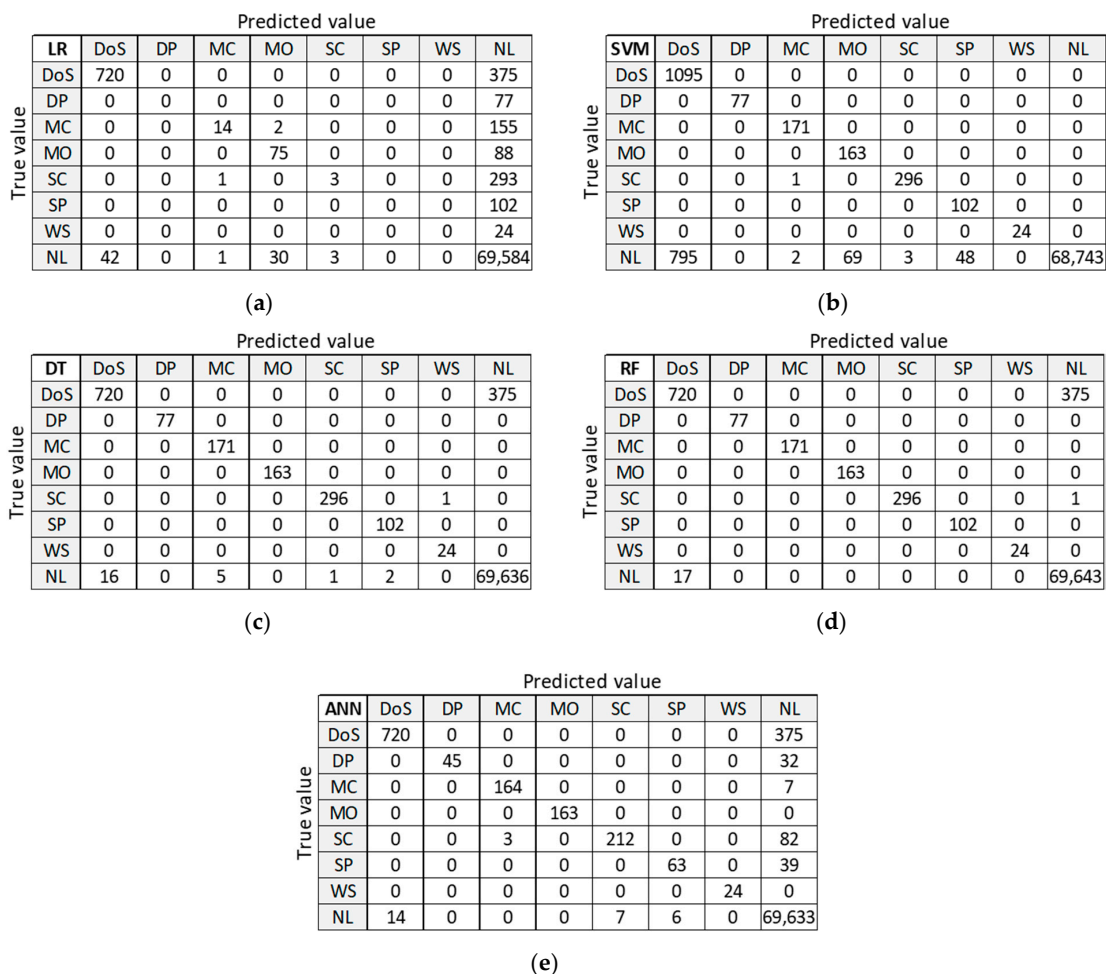 Predicted value
LR DoS DP MC MO SC SP WS NL
DoS 720 0 0 0 0 0 0 375
DP 0 0 0 0 0 0 0 77
MC 0 0 14 2 0 0 0 155
MO 0 0 0 75 0 0 0 88
SC 0 0 1 0 3 0 0 293
SP 0 0 0 0 0 0 0 102
WS 0 0 0 0 0 0 0 24
NL 42 0 1 30 3 0 0 69,584
True value
(a)
Predicted value
SVM DoS DP MC MO SC SP WS NL
DoS 1095 0 0 0 0 0 0 0
DP 0 77 0 0 0 0 0 0
MC 0 0 171 0 0 0 0 0
MO 0 0 0 163 0 0 0 0
SC 0 0 1 0 296 0 0 0
SP 0 0 0 0 0 102 0 0
WS 0 0 0 0 0 0 24 0
NL 795 0 2 69 3 48 0 68,743
True value
(b)
Predicted value
DT DoS DP MC MO SC SP WS NL
DoS 720 0 0 0 0 0 0 375
DP 0 77 0 0 0 0 0 0
MC 0 0 171 0 0 0 0 0
MO 0 0 0 163 0 0 0 0
SC 0 0 0 0 296 0 1 0
SP 0 0 0 0 0 102 0 0
WS 0 0 0 0 0 0 24 0
NL 16 0 5 0 1 2 0 69,636
True value
(c)
Predicted value
RF DoS DP MC MO SC SP WS NL
DoS 720 0 0 0 0 0 0 375
DP 0 77 0 0 0 0 0 0
MC 0 0 171 0 0 0 0 0
MO 0 0 0 163 0 0 0 0
SC 0 0 0 0 296 0 0 1
SP 0 0 0 0 0 102 0 0
WS 0 0 0 0 0 0 24 0
NL 17 0 0 0 0 0 0 69,643
True value
(d)
Predicted value
ANN DoS DP MC MO SC SP WS NL
DoS 720 0 0 0 0 0 0 375
DP 0 45 0 0 0 0 0 32
MC 0 0 164 0 0 0 0 7
MO 0 0 0 163 0 0 0 0
SC 0 0 3 0 212 0 0 82
SP 0 0 0 0 0 63 0 39
WS 0 0 0 0 0 0 24 0
NL 14 0 0 0 7 6 0 69,633
True value
(e)